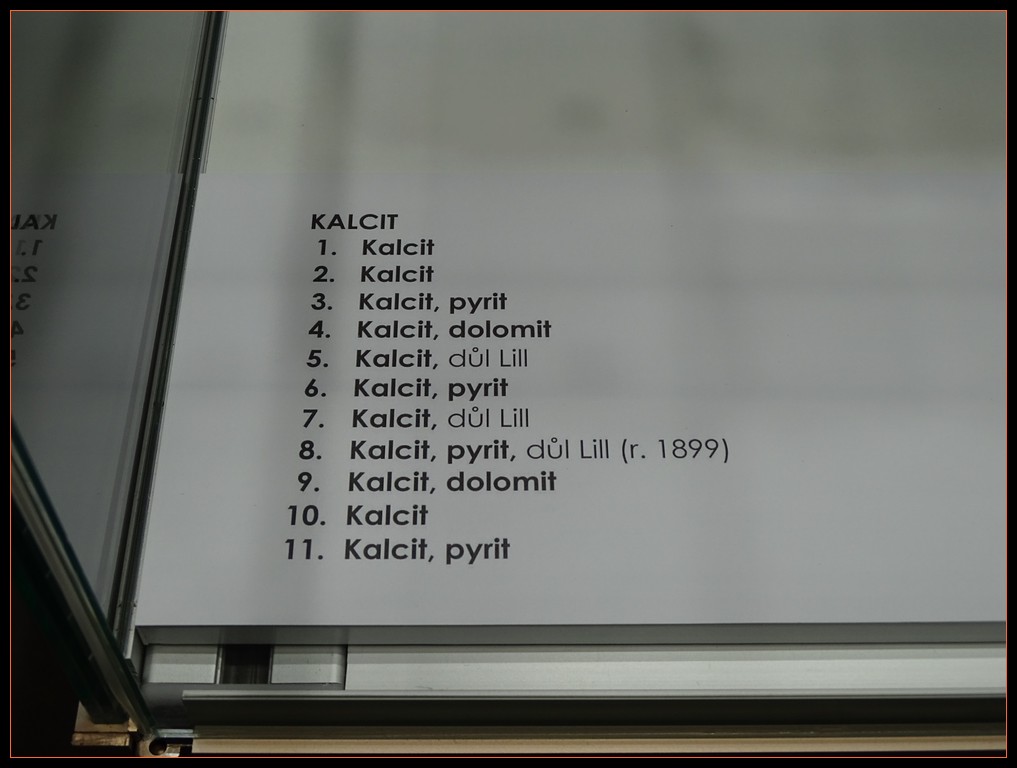 KALCIT
1. Kalcit
2. Kalcit
3. Kalcit, pyrit
4. Kalcit, dolomit
5. Kalcit, důl Lill
6. Kalcit, pyrit
7. Kalcit, důl Lill
8. Kalcit, pyrit, důl Lill (r. 1899)
9. Kalcit, dolomit
10. Kalcit
11. Kalcit, pyrit